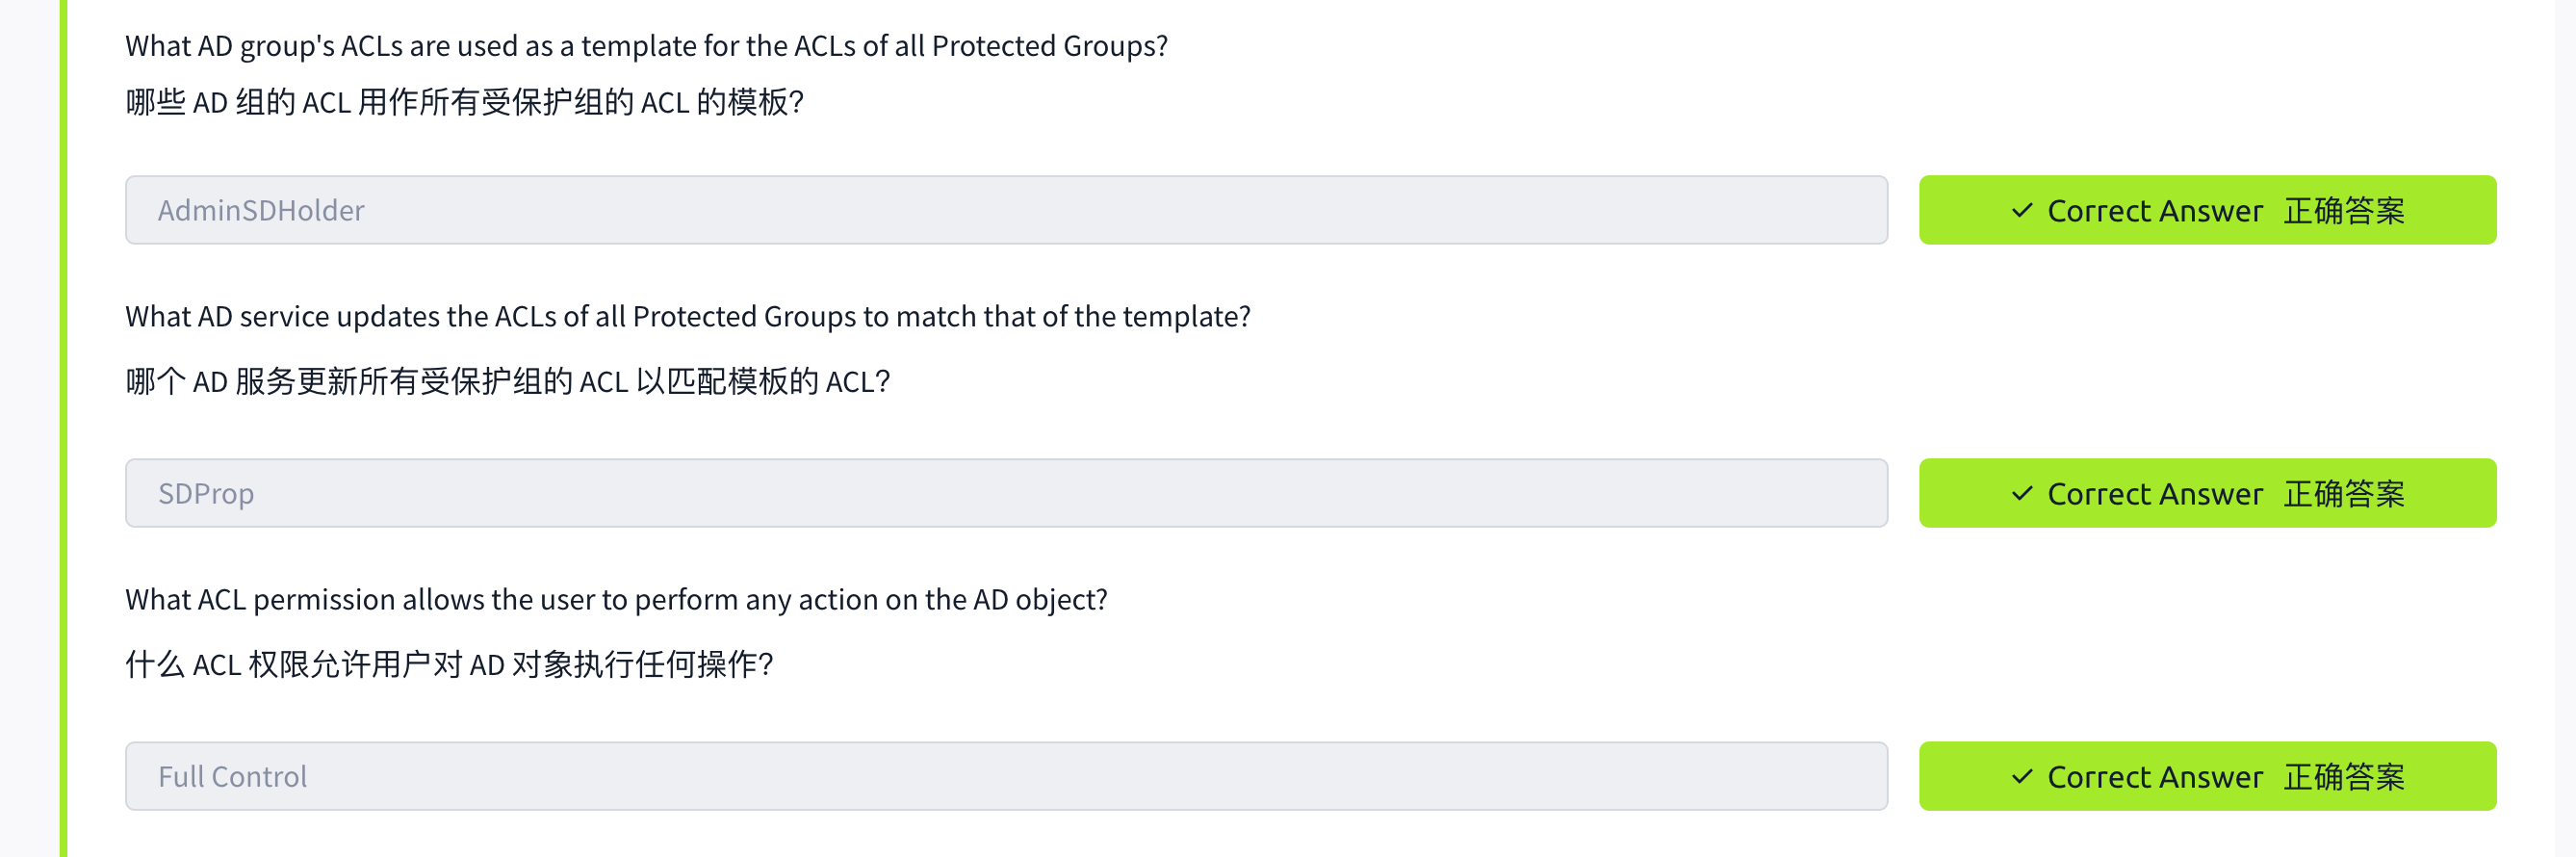 What AD group's ACLs are used as a template for the ACLs of all Protected Groups?
哪些 AD 组的 ACL 用作所有受保护组的 ACL 的模板？
AdminSDHolder
✓ Correct Answer 正确答案
What AD service updates the ACLs of all Protected Groups to match that of the template?
哪个 AD 服务更新所有受保护组的 ACL 以匹配模板的 ACL？
SDProp
✓ Correct Answer 正确答案
What ACL permission allows the user to perform any action on the AD object?
什么 ACL 权限允许用户对 AD 对象执行任何操作？
Full Control
✓ Correct Answer 正确答案